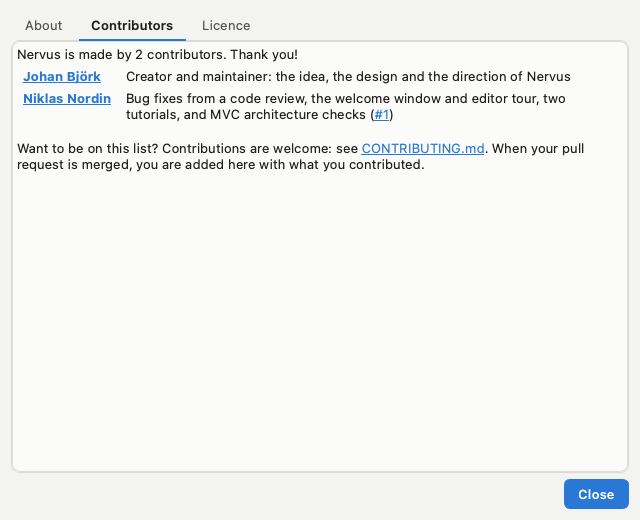 About Contributors Licence
Nervus is made by 2 contributors. Thank you!
Johan Björk Creator and maintainer: the idea, the design and the direction of Nervus
Niklas Nordin Bug fixes from a code review, the welcome window and editor tour, two
tutorials, and MVC architecture checks (#1)
Want to be on this list? Contributions are welcome: see CONTRIBUTING.md. When your pull
request is merged, you are added here with what you contributed.
Close